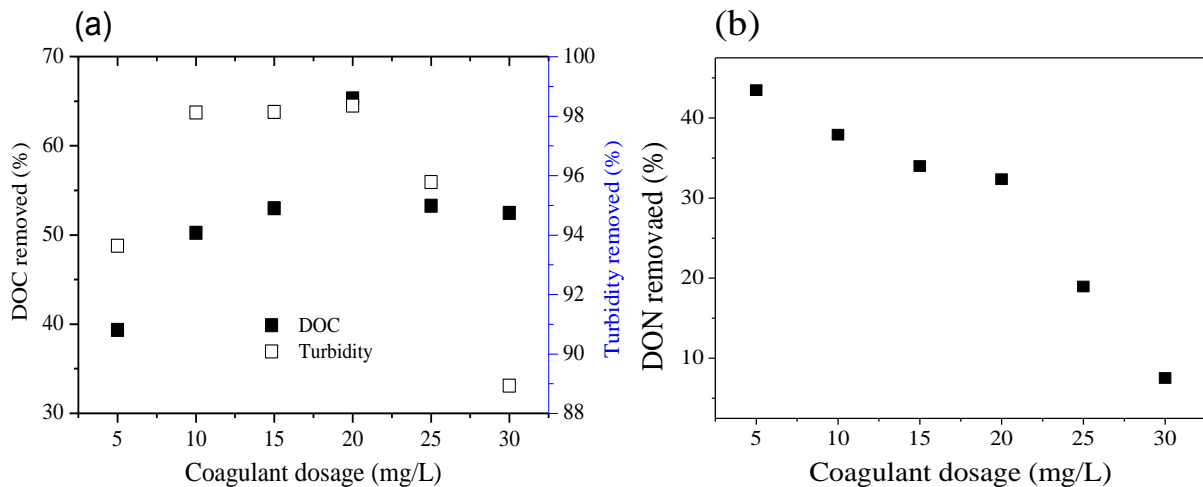 (a)
70
60
50
40
30
DOC removed (%)
100
98
96
94
92
90
88
Turbidity removed (%)
DOC
Turbidity
5 10 15 20 25 30
Coagulant dosage (mg/L)
(b)
40
30
20
10
DON removaed (%)
5 10 15 20 25 30
Coagulant dosage (mg/L)